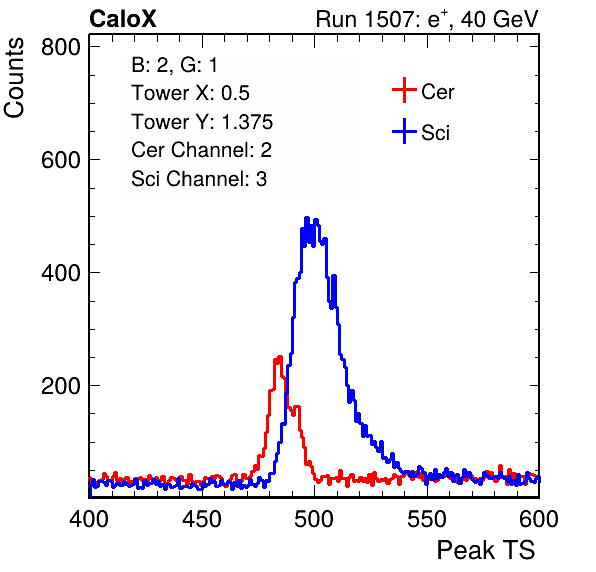 CaloX Run 1507: e⁺, 40 GeV
Counts
B: 2, G: 1
Tower X: 0.5
Tower Y: 1.375
Cer Channel: 2
Sci Channel: 3
Cer
Sci
800
600
400
200
400 450 500 550 600
Peak TS